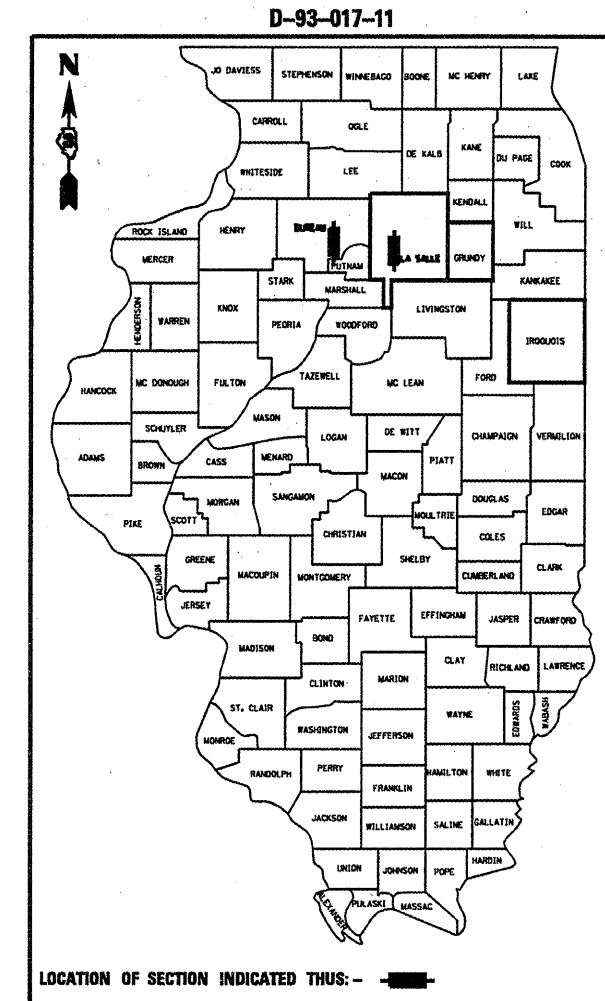 D-93-017-11
N
JO DAVIESS STEPHENSON WINNEBAGO BOONE MC HENRY LAKE
CARROLL OGLE DE KALB KANE DU PAGE COOK
WHITESIDE LEE KENDALL WILL
ROCK ISLAND HENRY BUREAU PUTNAM LA SALLE GRUNDY
MERCER STARK MARSHALL KANKAKEE
HENDERSON WARREN KNOX PEORIA WOODFORD LIVINGSTON IROQUOIS
HANCOCK MC DONOUGH FULTON TAZEWELL MC LEAN FORD
SCHUYLER MASON LOGAN DE WITT CHAMPAIGN VERMILION
ADAMS BROWN CASS MENARD MACON PIATT
PIKE SCOTT MORGAN SANGAMON CHRISTIAN MOULTRIE DOUGLAS EDGAR
COLES
CALHOUN GREENE MACOUPIN MONTGOMERY SHELBY CUMBERLAND CLARK
JERSEY FAYETTE EFFINGHAM JASPER CRAWFORD
MADISON BOND CLAY RICHLAND LAWRENCE
CLINTON MARION
ST. CLAIR WAYNE EDWARDS WABASH
MONROE WASHINGTON JEFFERSON
RANDOLPH PERRY HAMILTON WHITE
FRANKLIN
JACKSON WILLIAMSON SALINE GALLATIN
UNION JOHNSON POPE HARDIN
ALEXANDER PULASKI MASSAC
LOCATION OF SECTION INDICATED THUS: -